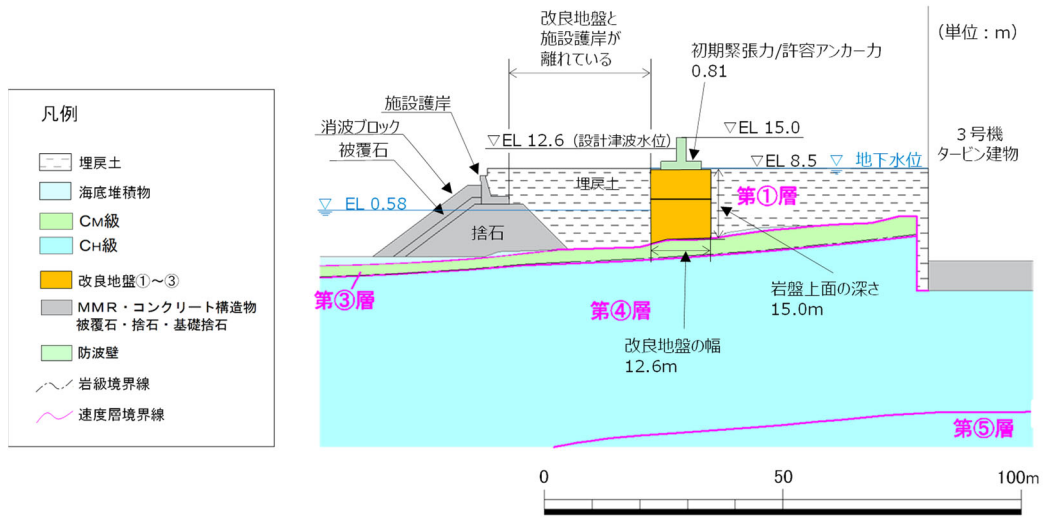 改良地盤と
施設護岸が
離れている
(単位：m)
初期緊張力/許容アンカー力
0.81
施設護岸
消波ブロック
被覆石
▽EL 12.6 (設計津波水位)
▽EL 15.0
３号機
タービン建物
▽EL 8.5
▽ 地下水位
埋戻土
第①層
▽EL 0.58
捨石
第③層
第④層
岩盤上面の深さ
15.0m
改良地盤の幅
12.6m
第⑤層
0
50
100m
凡例
埋戻土
海底堆積物
CM級
CH級
改良地盤①～③
ＭＭＲ・コンクリート構造物
被覆石・捨石・基礎捨石
防波壁
岩級境界線
速度層境界線